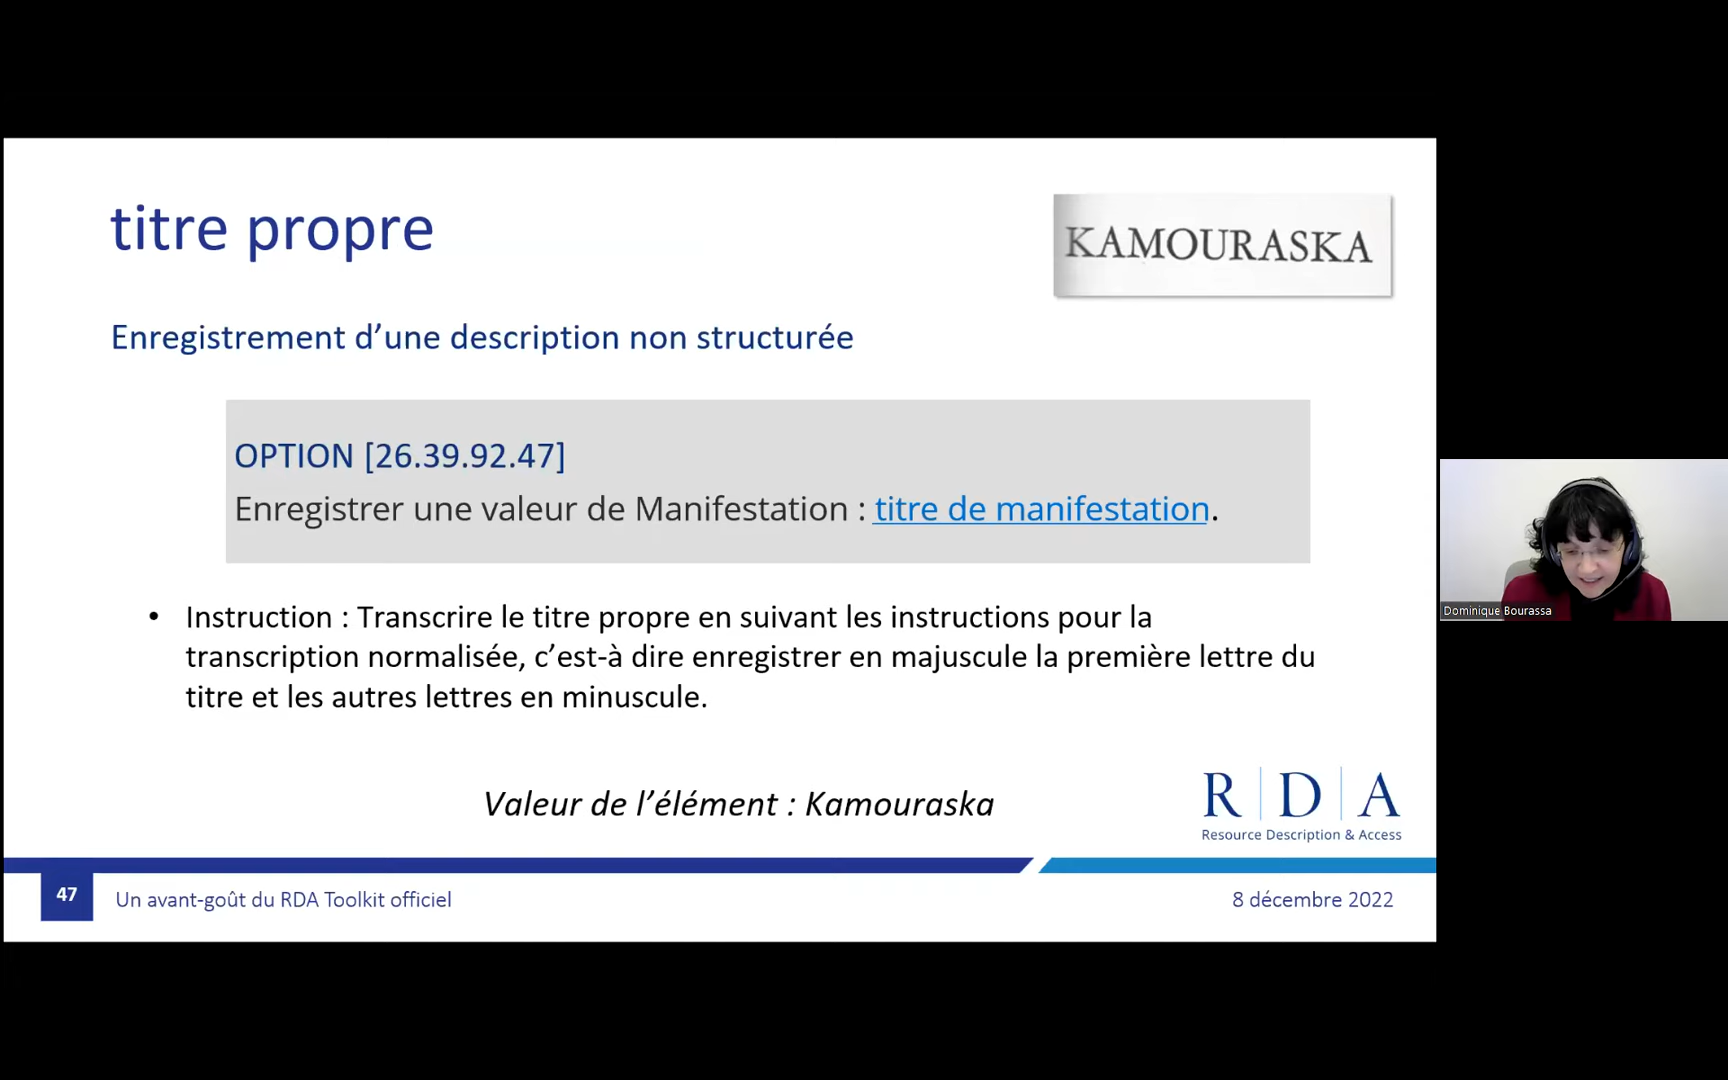 titre propre
KAMOURASKA
Enregistrement d’une description non structurée
OPTION [26.39.92.47]
Enregistrer une valeur de Manifestation : titre de manifestation.
• Instruction : Transcrire le titre propre en suivant les instructions pour la
transcription normalisée, c’est-à dire enregistrer en majuscule la première lettre du
titre et les autres lettres en minuscule.
Valeur de l’élément : Kamouraska
R | D | A
Resource Description & Access
47
Un avant-goût du RDA Toolkit officiel
8 décembre 2022
Dominique Bourassa